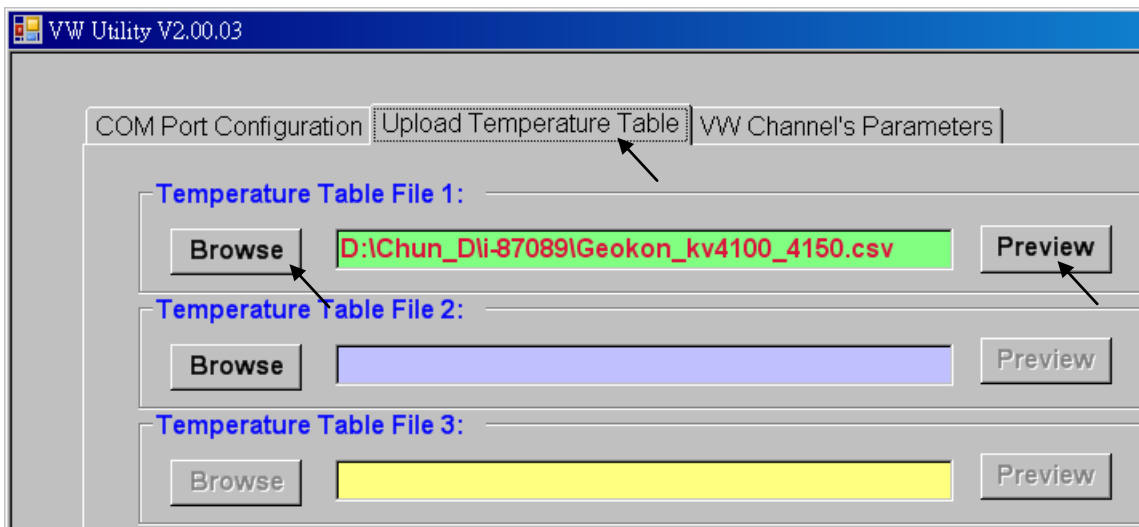 VW Utility V2.00.03
COM Port Configuration Upload Temperature Table VW Channel's Parameters
Temperature Table File 1:
Browse D:\Chun_D\i-87089\Geokon_kv4100_4150.csv Preview
Temperature Table File 2:
Browse Preview
Temperature Table File 3:
Browse Preview